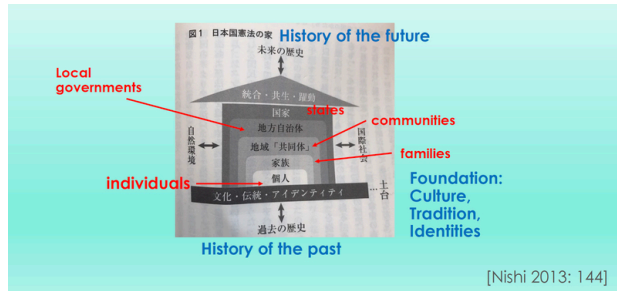 図1 日本国憲法の家
History of the future
未来の歴史
Local
governments
統合・共生・躍動
国家
states
地方自治体
communities
自然環境
地域「共同体」
国際社会
家族
families
individuals
個人
文化・伝統・アイデンティティ
…土台
Foundation:
Culture,
Tradition,
Identities
過去の歴史
History of the past
[Nishi 2013: 144]